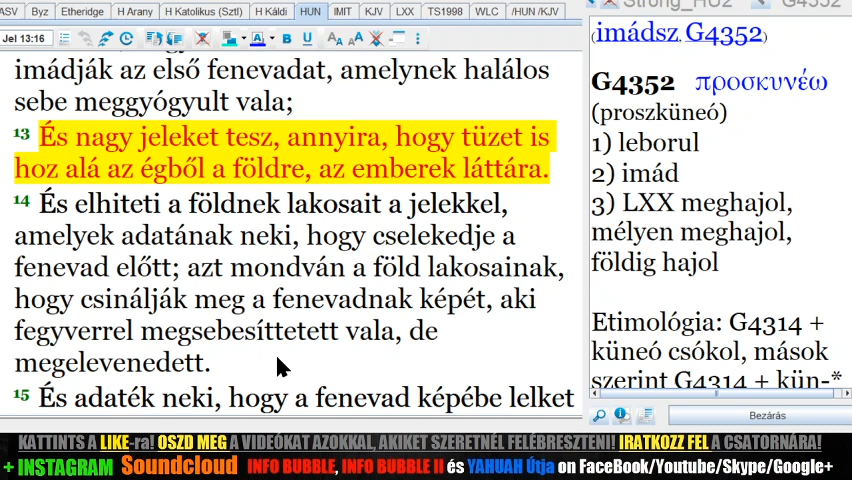 ASV Byz Etheridge H Arany H Katolikus (Sztl) H Káldi HUN IMIT KJV LXX TS1998 WLC /HUN /KJV
Jel 13:16
imádják az első fenevadat, amelynek halálos
sebe meggyógyult vala;
13 És nagy jeleket tesz, annyira, hogy tüzet is
hoz alá az égből a földre, az emberek láttára.
14 És elhiteti a földnek lakosait a jelekkel,
amelyek adatának neki, hogy cselekedje a
fenevad előtt; azt mondván a föld lakosainak,
hogy csinálják meg a fenevadnak képét, aki
fegyverrel megsebesíttetett vala, de
megelevenedett.
15 És adaték neki, hogy a fenevad képébe lelket
Strong_HU2 G4352
(imádsz, G4352)
G4352 προσκυνέω
(proszküneó)
1) leborul
2) imád
3) LXX meghajol,
mélyen meghajol,
földig hajol
Etimológia: G4314 +
küneó csókol, mások
szerint G4314 + kün-*
Bezárás
KATTINTS A LIKE-ra! OSZD MEG A VIDEÓKAT AZOKKAL, AKIKET SZERETNÉL FELÉBRESZTENI! IRATKOZZ FEL A CSATORNÁRA!
+ INSTAGRAM Soundcloud INFO BUBBLE, INFO BUBBLE II és YAHUAH Útja on FaceBook/Youtube/Skype/Google+